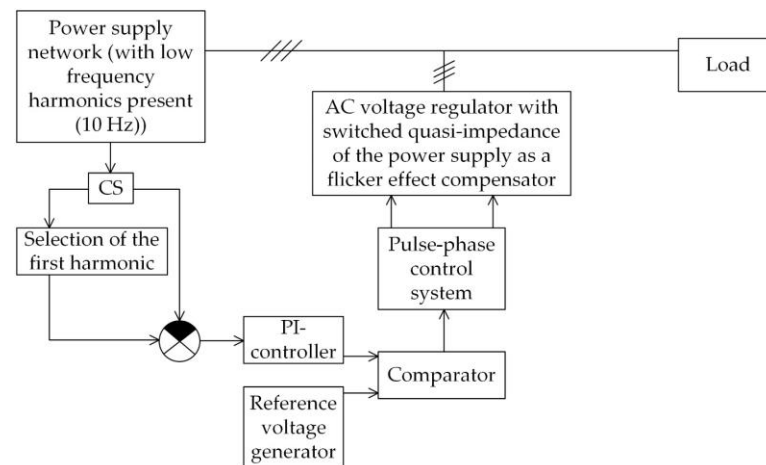 Power supply
network (with low
frequency
harmonics present
(10 Hz))
Load
AC voltage regulator with
switched quasi-impedance
of the power supply as a
flicker effect compensator
CS
Selection of the
first harmonic
Pulse-phase
control
system
PI-
controller
Comparator
Reference
voltage
generator